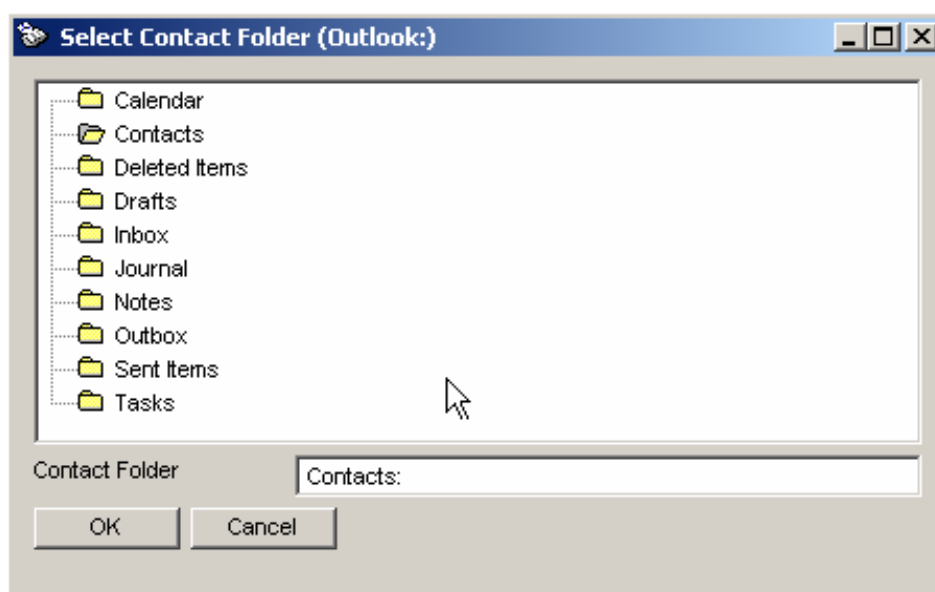 Select Contact Folder (Outlook:)
Calendar
Contacts
Deleted Items
Drafts
Inbox
Journal
Notes
Outbox
Sent Items
Tasks
Contact Folder
Contacts:
OK
Cancel